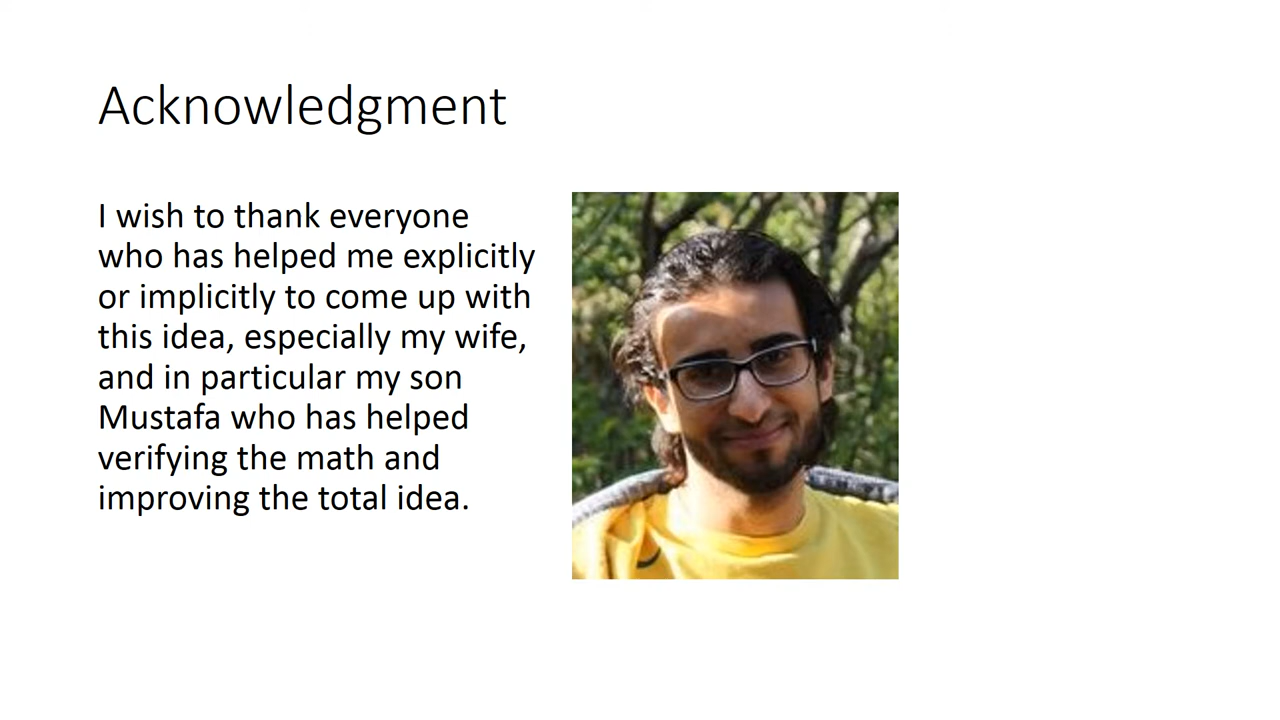 Acknowledgment
I wish to thank everyone
who has helped me explicitly
or implicitly to come up with
this idea, especially my wife,
and in particular my son
Mustafa who has helped
verifying the math and
improving the total idea.